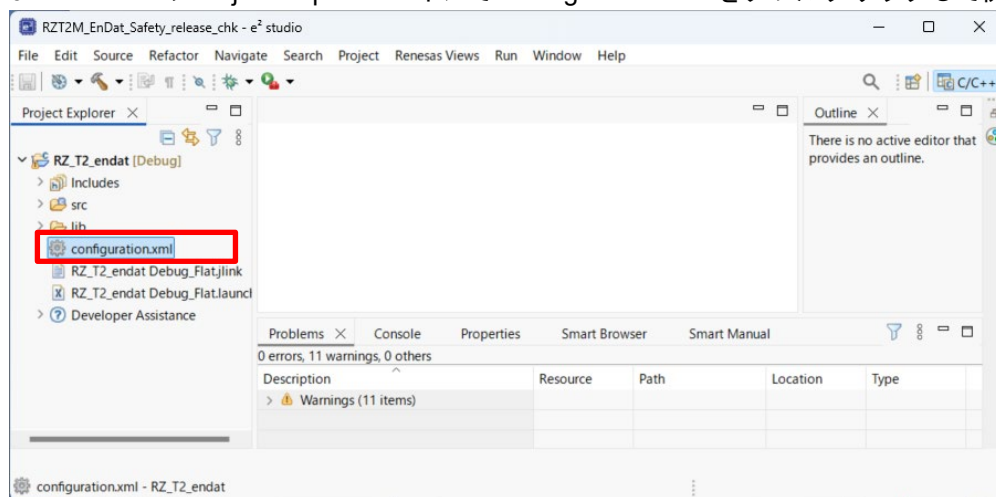 RZT2M_EnDat_Safety_release_chk - e² studio
File Edit Source Refactor Navigate Search Project Renesas Views Run Window Help
C/C++
Project Explorer
Outline
There is no active editor that
provides an outline.
RZ_T2_endat [Debug]
Includes
src
lib
configuration.xml
RZ_T2_endat Debug_Flat.jlink
RZ_T2_endat Debug_Flat.launch
Developer Assistance
Problems Console Properties Smart Browser Smart Manual
0 errors, 11 warnings, 0 others
Description Resource Path Location Type
Warnings (11 items)
configuration.xml - RZ_T2_endat